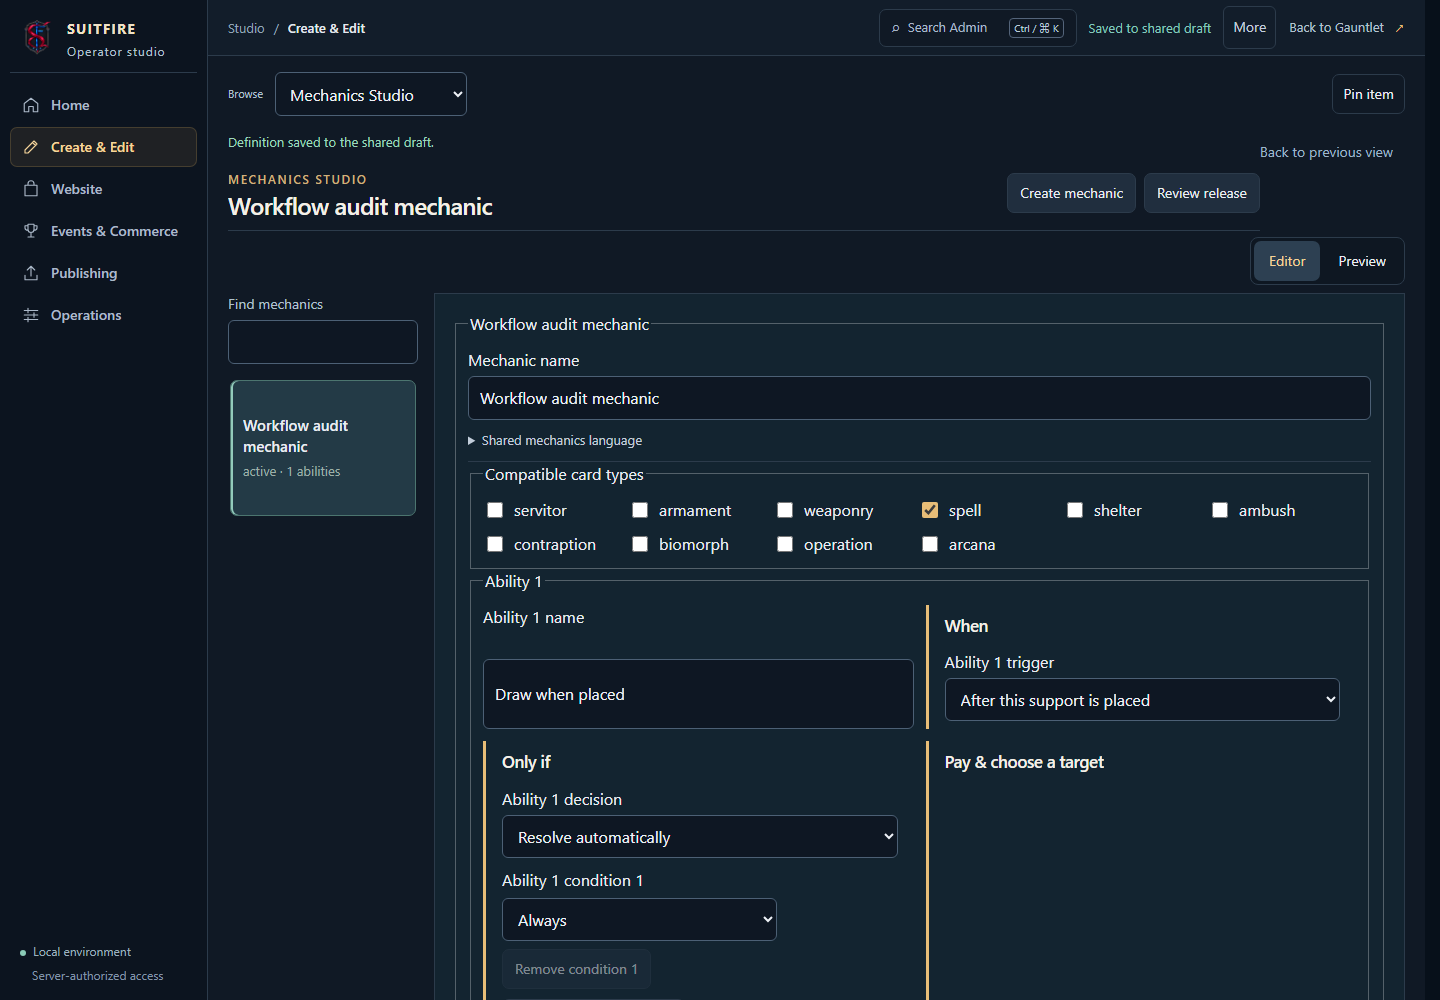 SUITFIRE
Operator studio
Home
Create & Edit
Website
Events & Commerce
Publishing
Operations
Local environment
Server-authorized access
Studio / Create & Edit
Search Admin Ctrl / ⌘ K
Saved to shared draft
More
Back to Gauntlet ↗
Browse
Mechanics Studio
Pin item
Definition saved to the shared draft.
Back to previous view
MECHANICS STUDIO
Workflow audit mechanic
Create mechanic
Review release
Editor
Preview
Find mechanics
Workflow audit
mechanic
active · 1 abilities
Workflow audit mechanic
Mechanic name
Workflow audit mechanic
Shared mechanics language
Compatible card types
servitor armament weaponry spell shelter ambush
contraption biomorph operation arcana
Ability 1
Ability 1 name
Draw when placed
When
Ability 1 trigger
After this support is placed
Only if
Ability 1 decision
Resolve automatically
Ability 1 condition 1
Always
Remove condition 1
Pay & choose a target